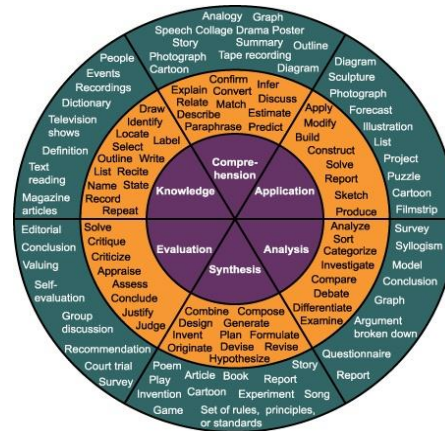 Analogy Graph
Speech Collage Drama Poster
Story Summary Outline
Photograph Tape recording
Cartoon Diagram
Confirm
Explain Convert Infer
Relate Match Discuss
Describe Estimate
Paraphrase Predict
Compre-
hension
Diagram
Sculpture
Photograph
Forecast
Illustration
List
Project
Puzzle
Cartoon
Filmstrip
Apply
Modify
Build
Construct
Solve
Report
Sketch
Produce
Application
Survey
Syllogism
Model
Conclusion
Graph
Argument
broken down
Questionnaire
Report
Analyze
Sort
Categorize
Investigate
Compare
Debate
Differentiate
Examine
Analysis
Synthesis
Combine Compose
Design Generate
Invent Plan Formulate
Originate Devise Revise
Hypothesize
Poem Story
Play Article Book Report
Invention Cartoon Experiment Song
Game Set of rules, principles,
or standards
Evaluation
Solve
Critique
Criticize
Appraise
Assess
Conclude
Justify
Judge
Editorial
Conclusion
Valuing
Self-
evaluation
Group
discussion
Recommendation
Court trial
Survey
Knowledge
Draw
Identify
Locate Label
Select
Outline Write
List Recite
Name State
Record
Repeat
People
Events
Recordings
Dictionary
Television
shows
Definition
Text
reading
Magazine
articles